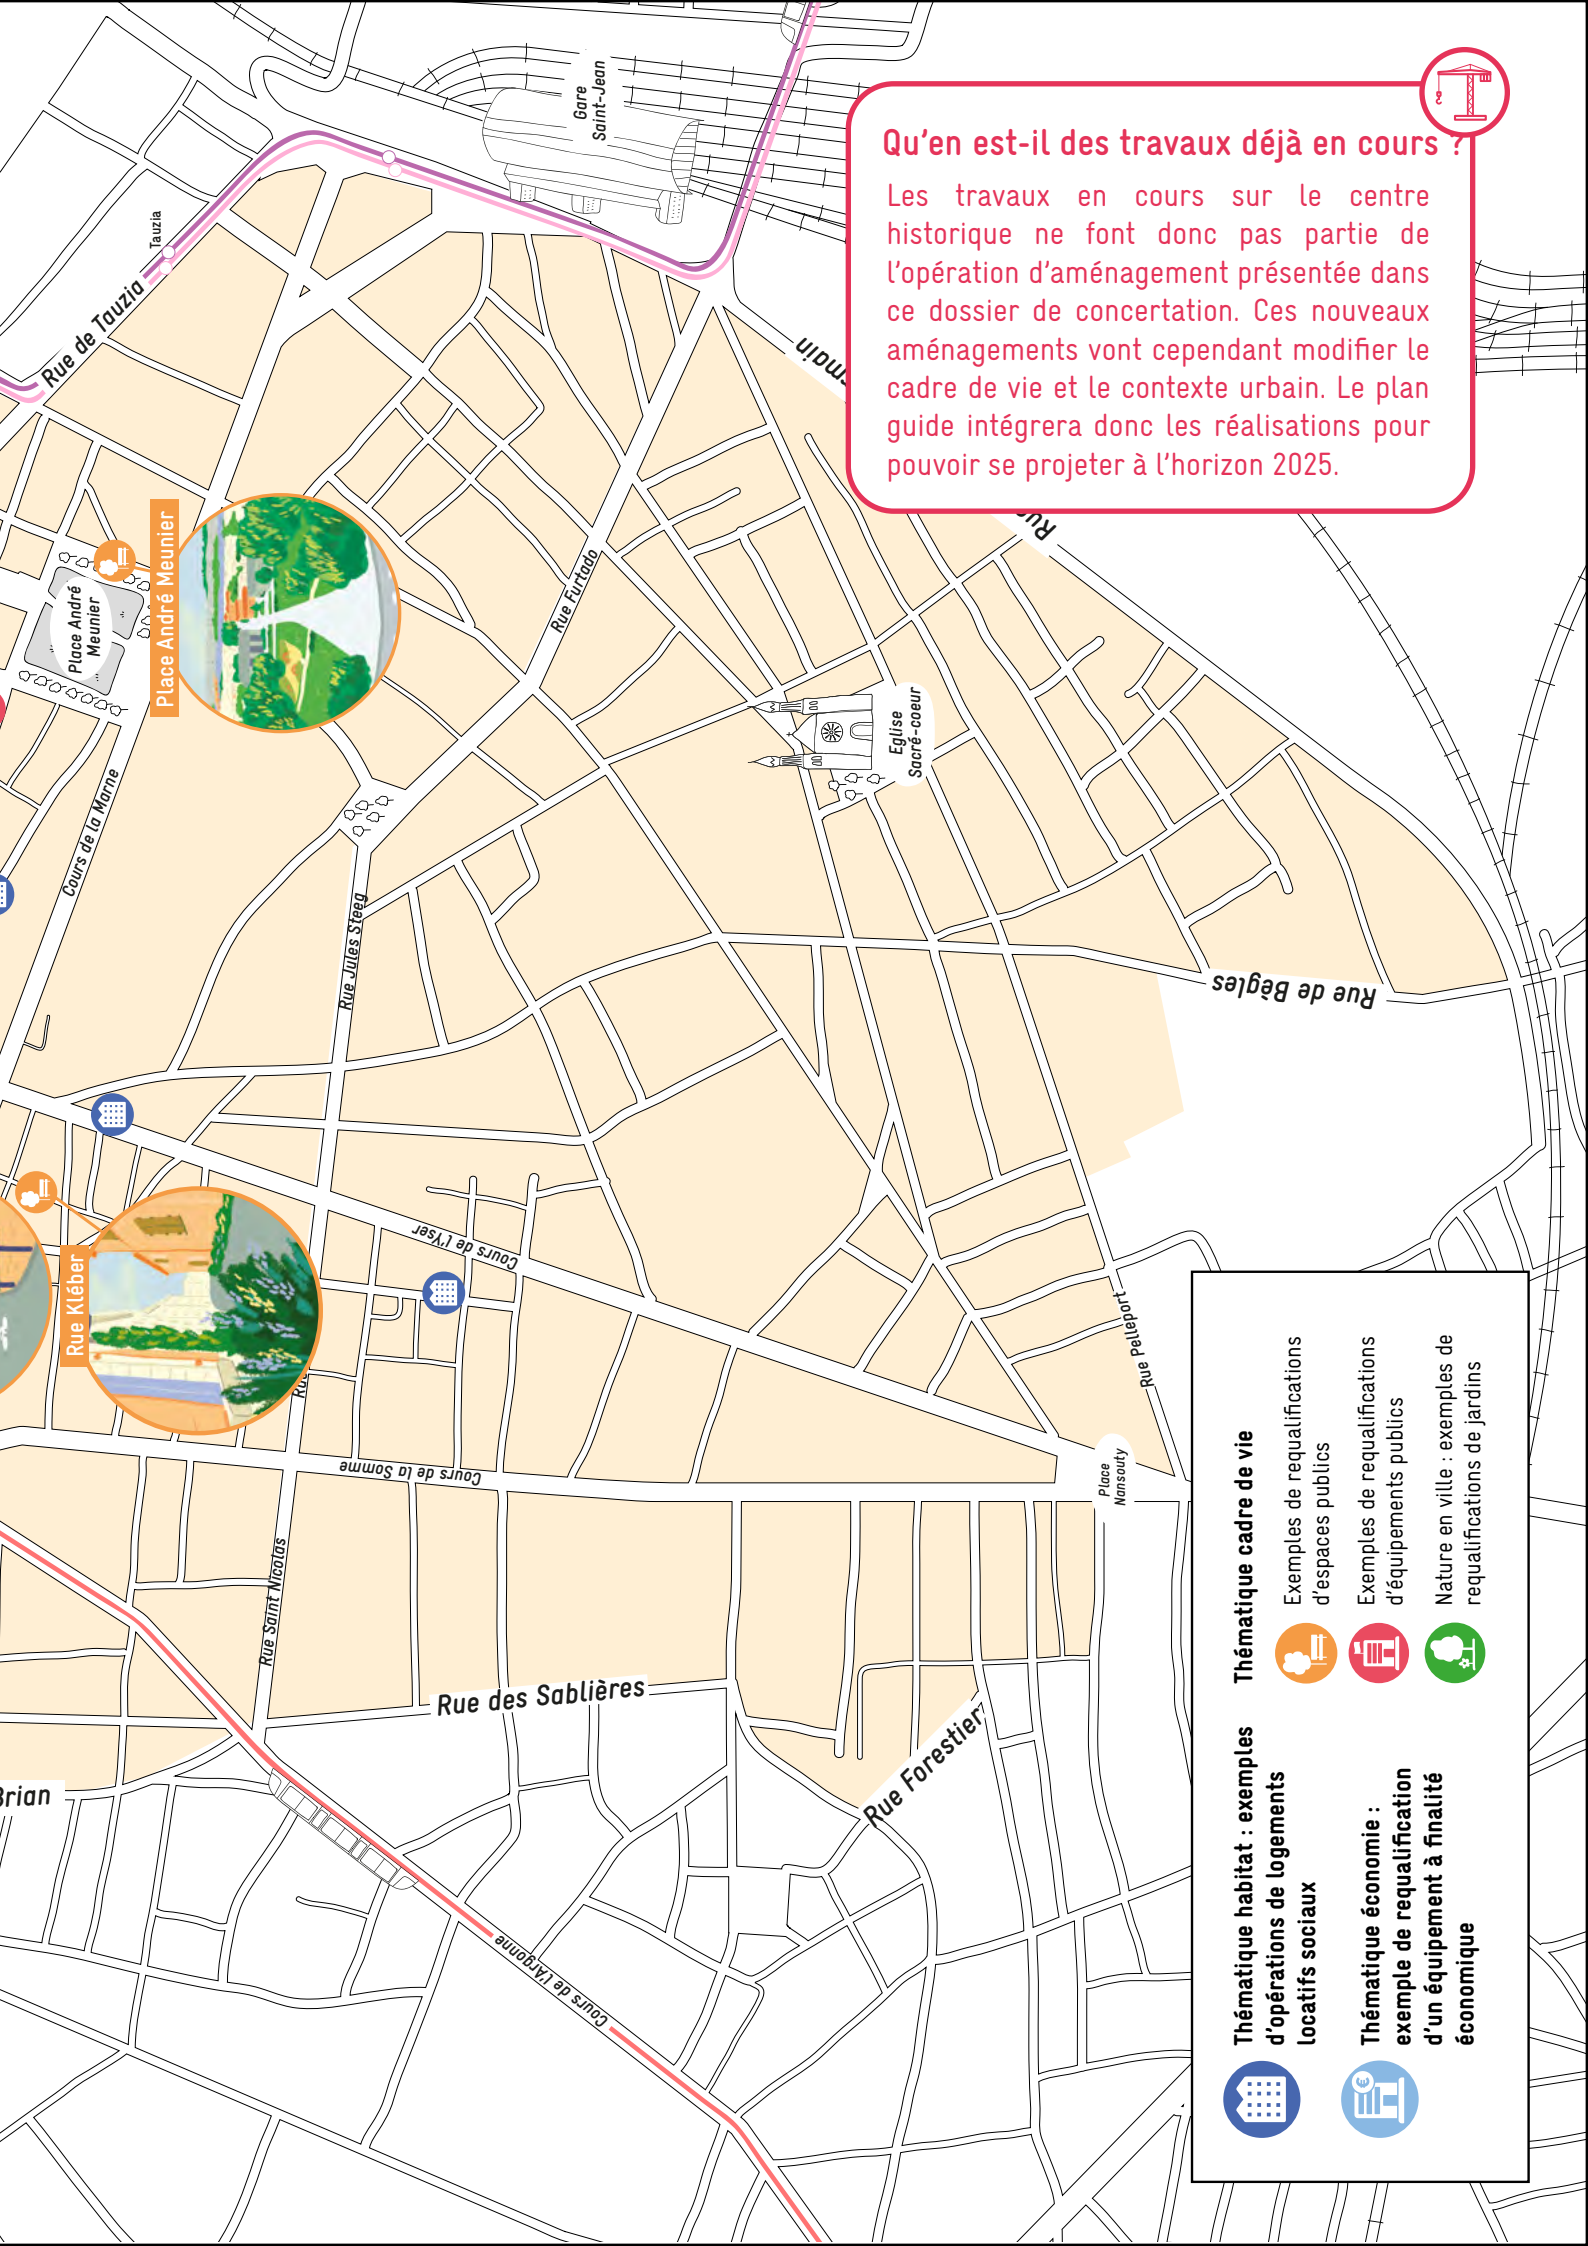 Gare
Saint-Jean
Qu'en est-il des travaux déjà en cours ?
Les travaux en cours sur le centre
historique ne font donc pas partie de
l'opération d'aménagement présentée dans
ce dossier de concertation. Ces nouveaux
aménagements vont cependant modifier le
cadre de vie et le contexte urbain. Le plan
guide intégrera donc les réalisations pour
pouvoir se projeter à l'horizon 2025.
Tauzia
Rue de Tauzia
Place André Meunier
Place André
Meunier
Rue Furtado
Eglise
Sacré-coeur
Cours de la Marne
Rue Jules Steeg
Rue de Bègles
Cours de l'Yser
Rue Kléber
Rue Pelleport
Cours de la Somme
Place
Nansouty
Rue Saint Nicolas
Rue des Sablières
Rue Forestier
Brian
Cours de l'Argonne
Thématique habitat : exemples
d'opérations de logements
locatifs sociaux
Thématique économie :
exemple de requalification
d'un équipement à finalité
économique
Thématique cadre de vie
Exemples de requalifications
d'espaces publics
Exemples de requalifications
d'équipements publics
Nature en ville : exemples de
requalifications de jardins